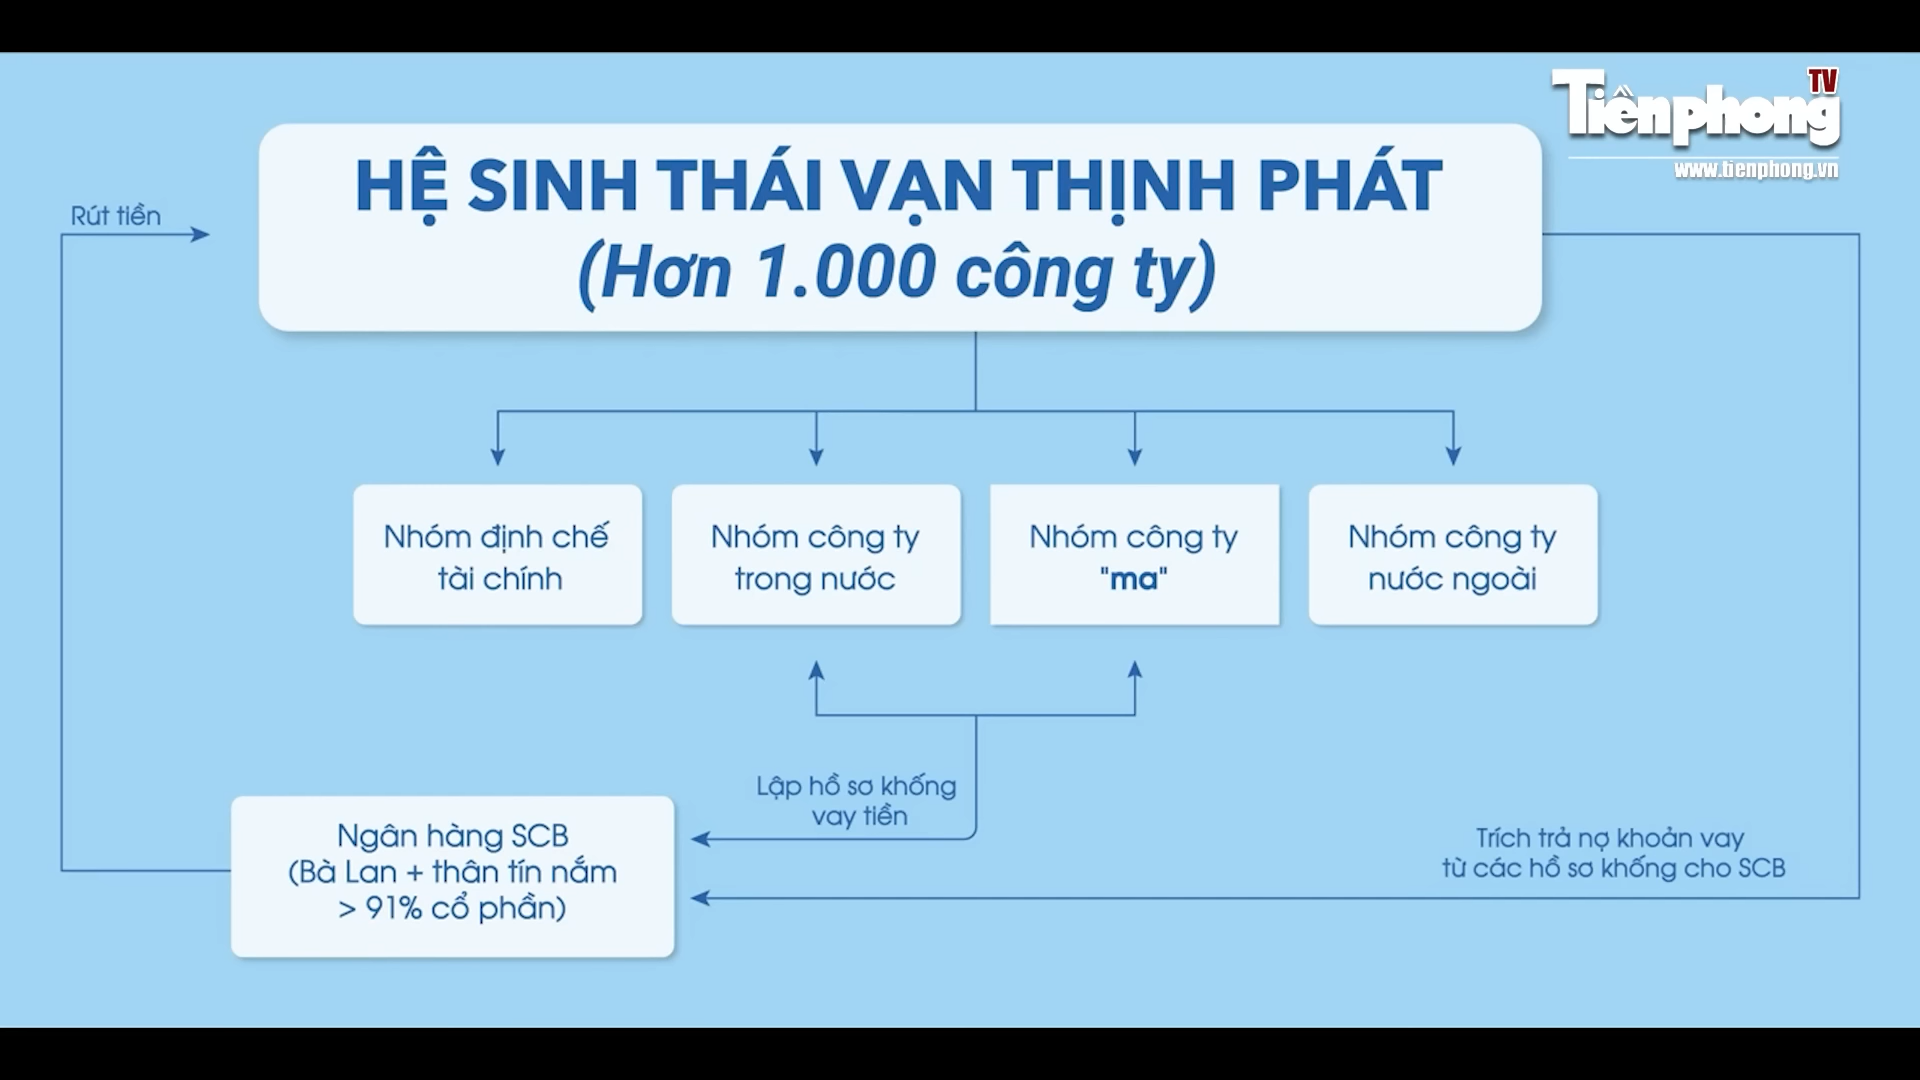 Tiền phong TV
www.tienphong.vn
HỆ SINH THÁI VẠN THỊNH PHÁT
(Hơn 1.000 công ty)
Rút tiền
Nhóm định chế
tài chính
Nhóm công ty
trong nước
Nhóm công ty
"ma"
Nhóm công ty
nước ngoài
Lập hồ sơ khống
vay tiền
Ngân hàng SCB
(Bà Lan + thân tín nắm
> 91% cổ phần)
Trích trả nợ khoản vay
từ các hồ sơ khống cho SCB